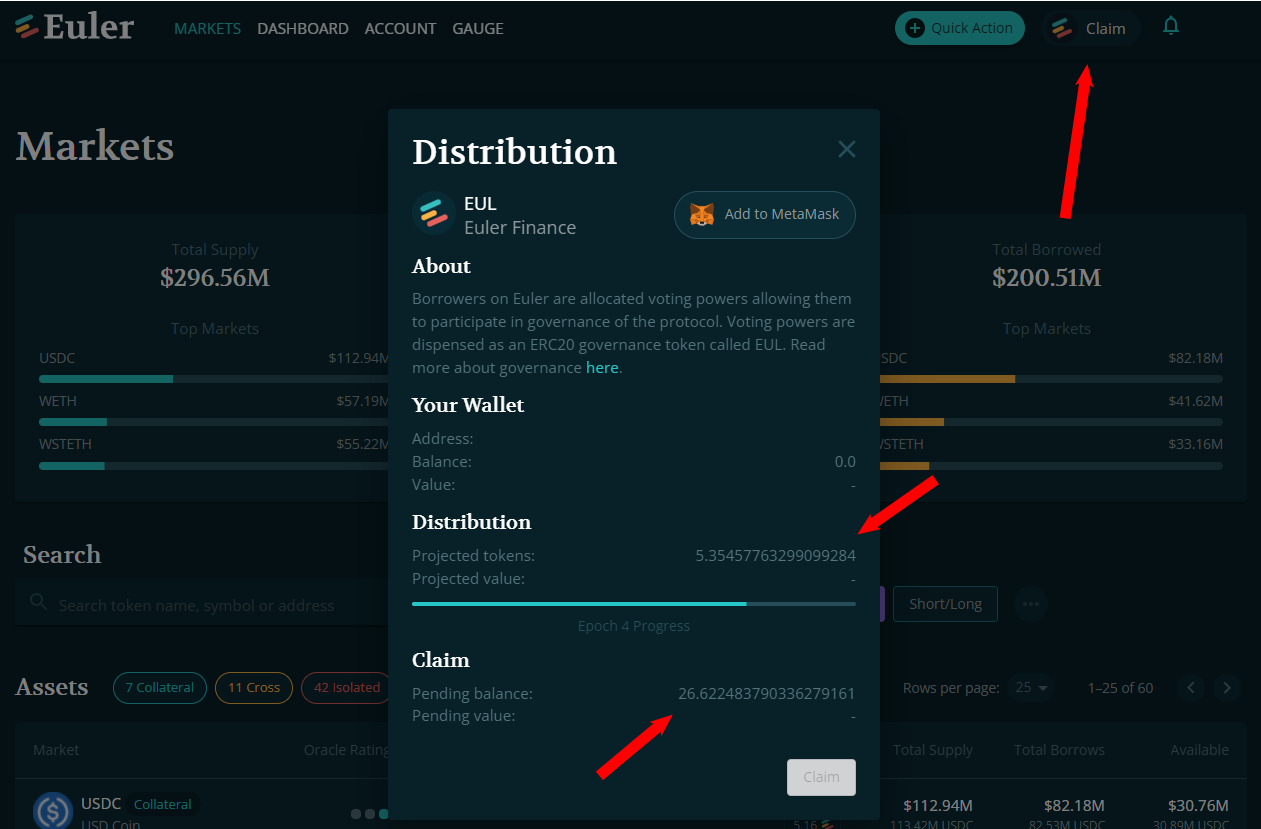 Euler
MARKETS DASHBOARD ACCOUNT GAUGE
Quick Action
Claim
Markets
Total Supply
$296.56M
Top Markets
USDC $112.94M
WETH $57.19M
WSTETH $55.22M
Distribution
EUL
Euler Finance
Add to MetaMask
About
Borrowers on Euler are allocated voting powers allowing them
to participate in governance of the protocol. Voting powers are
dispensed as an ERC20 governance token called EUL. Read
more about governance here.
Your Wallet
Address:
Balance: 0.0
Value: -
Distribution
Projected tokens: 5.35457763299099284
Projected value: -
Epoch 4 Progress
Claim
Pending balance: 26.622483790336279161
Pending value: -
Claim
Total Borrowed
$200.51M
Top Markets
SDC $82.18M
ETH $41.62M
WSTETH $33.16M
Search
Search token name, symbol or address
Short/Long
Assets 7 Collateral 11 Cross 42 Isolated
Rows per page: 25 1–25 of 60
Market Oracle Rating Total Supply Total Borrows Available
USDC Collateral $112.94M $82.18M $30.76M
USD Coin 5.16 113.42M USDC 82.53M USDC 30.89M USDC